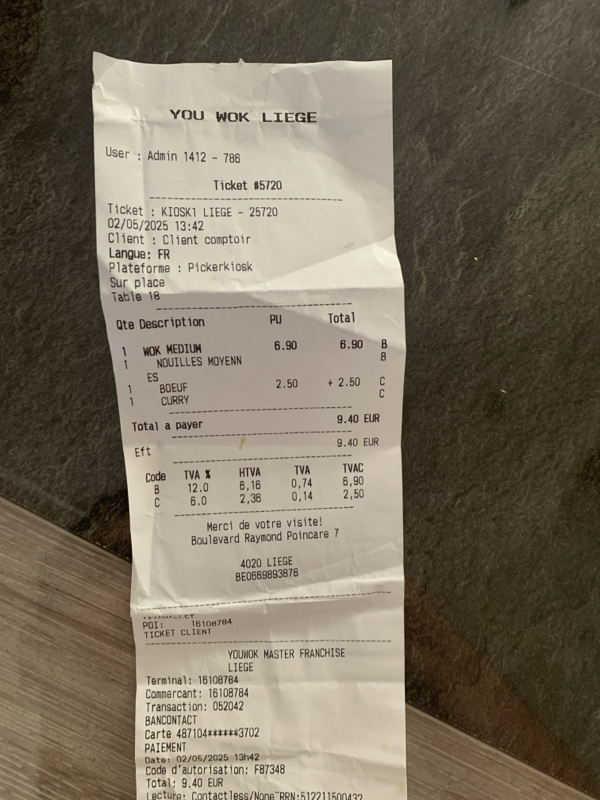 YOU WOK LIEGE
User : Admin 1412 - 786
Ticket #5720
Ticket : KIOSK1 LIEGE - 25720
02/05/2025 13:42
Client : Client comptoir
Langue: FR
Plateforme : Pickerkiosk
Sur place
Table 18
Qte Description PU Total
1 WOK MEDIUM 6.90 6.90 B
1 NOUILLES MOYENN B
ES
1 BOEUF 2.50 + 2.50 C
1 CURRY C
Total a payer 9.40 EUR
Eft 9.40 EUR
Code TVA % HTVA TVA TVAC
B 12.0 6,16 0,74 6,90
C 6.0 2,36 0,14 2,50
Merci de votre visite!
Boulevard Raymond Poincare 7
4020 LIEGE
BE0669893876
POI: 16108784
TICKET CLIENT
YOUWOK MASTER FRANCHISE
LIEGE
Terminal: 16108784
Commercant: 16108784
Transaction: 052042
BANCONTACT
Carte 487104******3702
PAIEMENT
Date: 02/05/2025 13h42
Code d'autorisation: FB7348
Total: 9.40 EUR
Lecture: Contactless/None RRN:512211500432